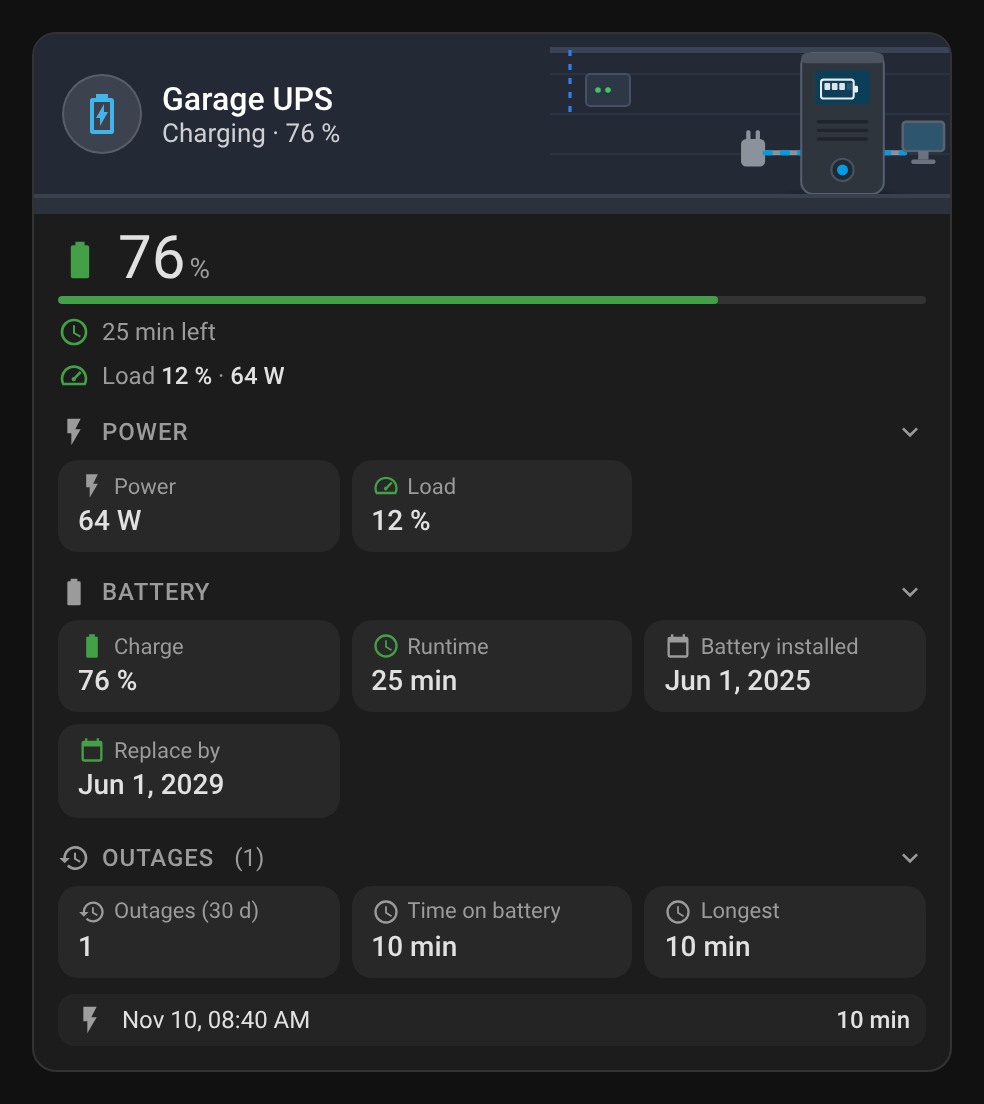 Garage UPS
Charging · 76 %
76 %
25 min left
Load 12 % · 64 W
POWER
Power
64 W
Load
12 %
BATTERY
Charge
76 %
Runtime
25 min
Battery installed
Jun 1, 2025
Replace by
Jun 1, 2029
OUTAGES (1)
Outages (30 d)
1
Time on battery
10 min
Longest
10 min
Nov 10, 08:40 AM 10 min